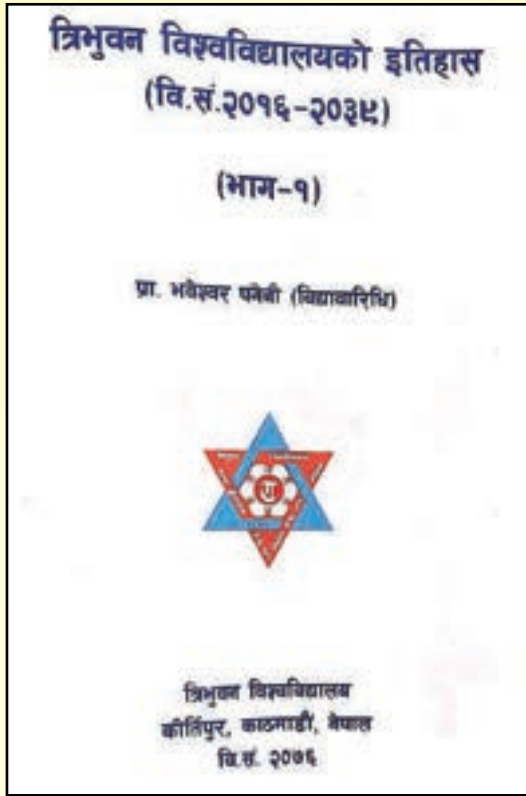 त्रिभुवन विश्वविद्यालयको इतिहास
(वि.सं.२०१६-२०३९)
(भाग-१)
प्रा. भवेश्वर पंगेनी (विद्यावारिधि)
त्रिभुवन विश्वविद्यालय
कीर्तिपुर, काठमाडौं, नेपाल
वि.सं. २०७६